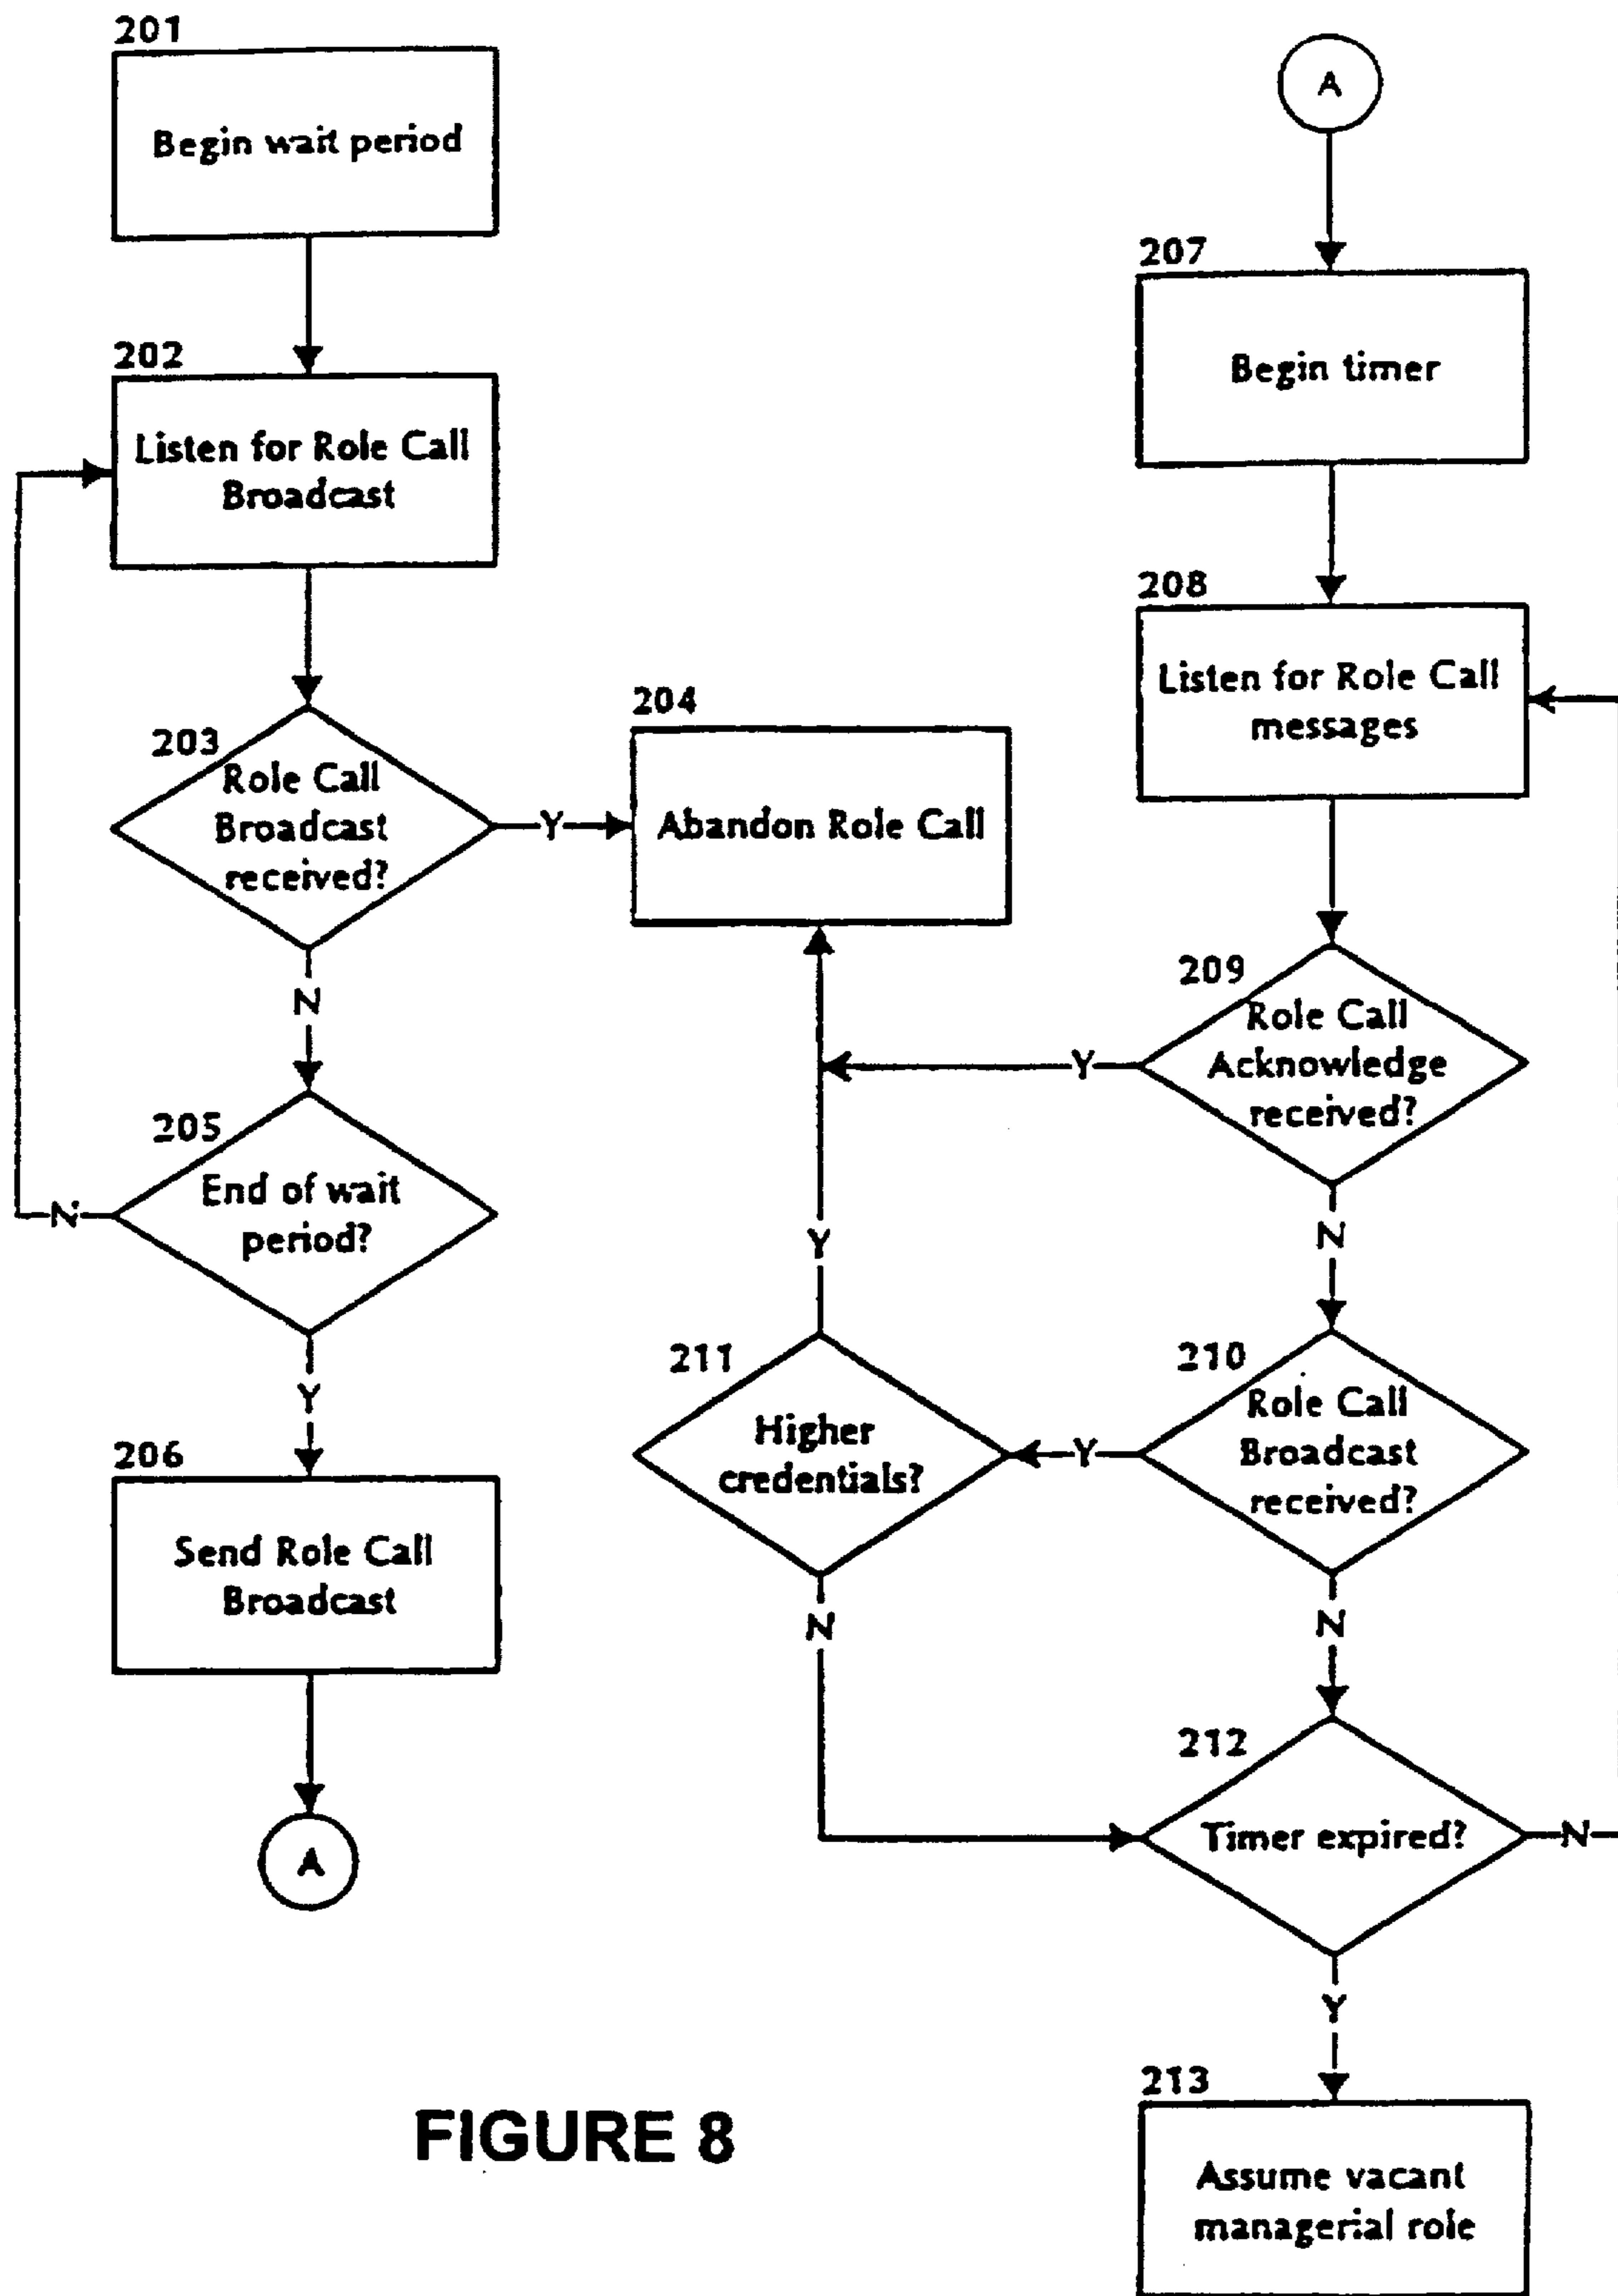 201
Begin wait period
202
Listen for Role Call
Broadcast
203
Role Call
Broadcast
received?
Y
204
Abandon Role Call
N
205
End of wait
period?
N
Y
206
Send Role Call
Broadcast
A
A
207
Begin timer
208
Listen for Role Call
messages
209
Role Call
Acknowledge
received?
Y
N
210
Role Call
Broadcast
received?
Y
211
Higher
credentials?
Y
N
N
212
Timer expired?
N
Y
213
Assume vacant
managerial role
FIGURE 8